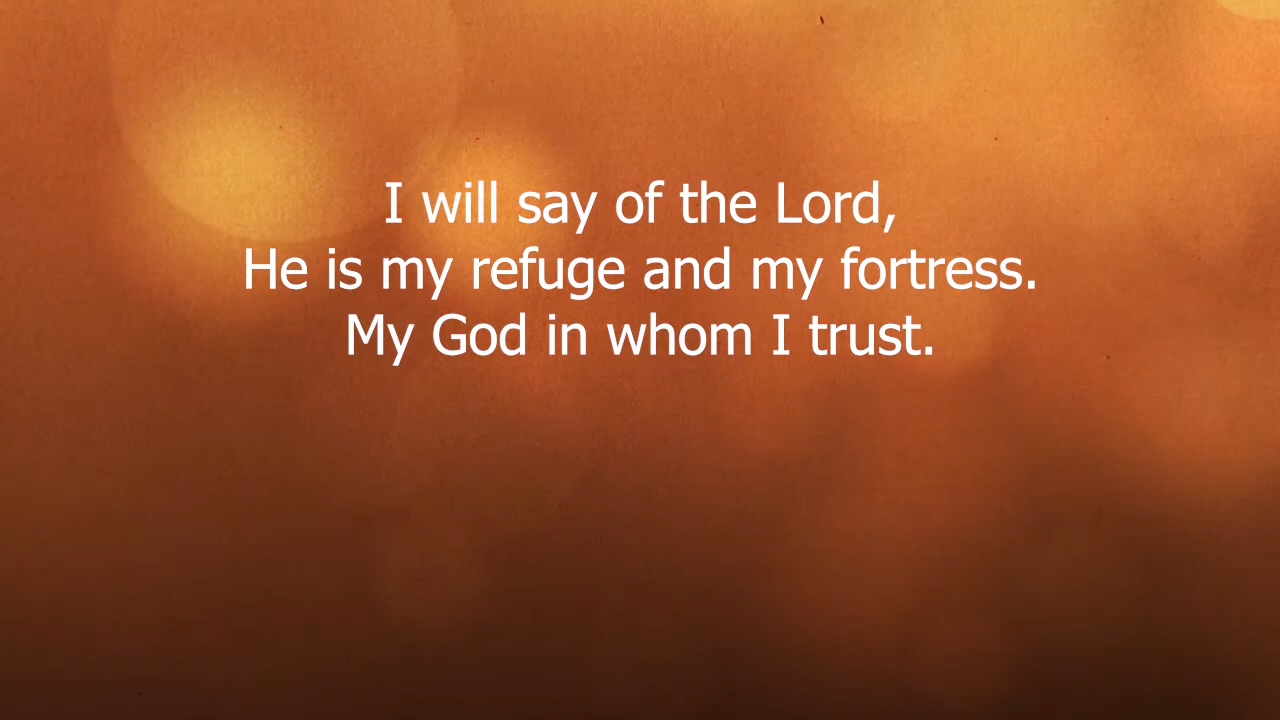 I will say of the Lord,
He is my refuge and my fortress.
My God in whom I trust.